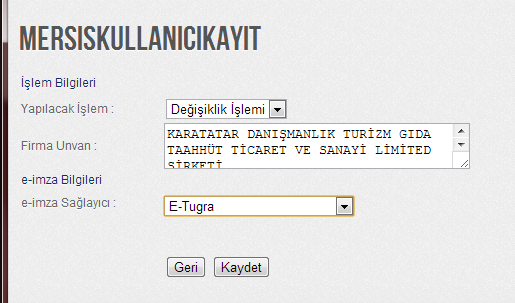 MERSISKULLANICIKAYIT
İşlem Bilgileri
Yapılacak İşlem : Değişiklik İşlemi
Firma Unvan : KARATATAR DANIŞMANLIK TURİZM GIDA
TAAHHÜT TİCARET VE SANAYİ LİMİTED
ŞİRKETİ
e-imza Bilgileri
e-imza Sağlayıcı : E-Tugra
Geri Kaydet